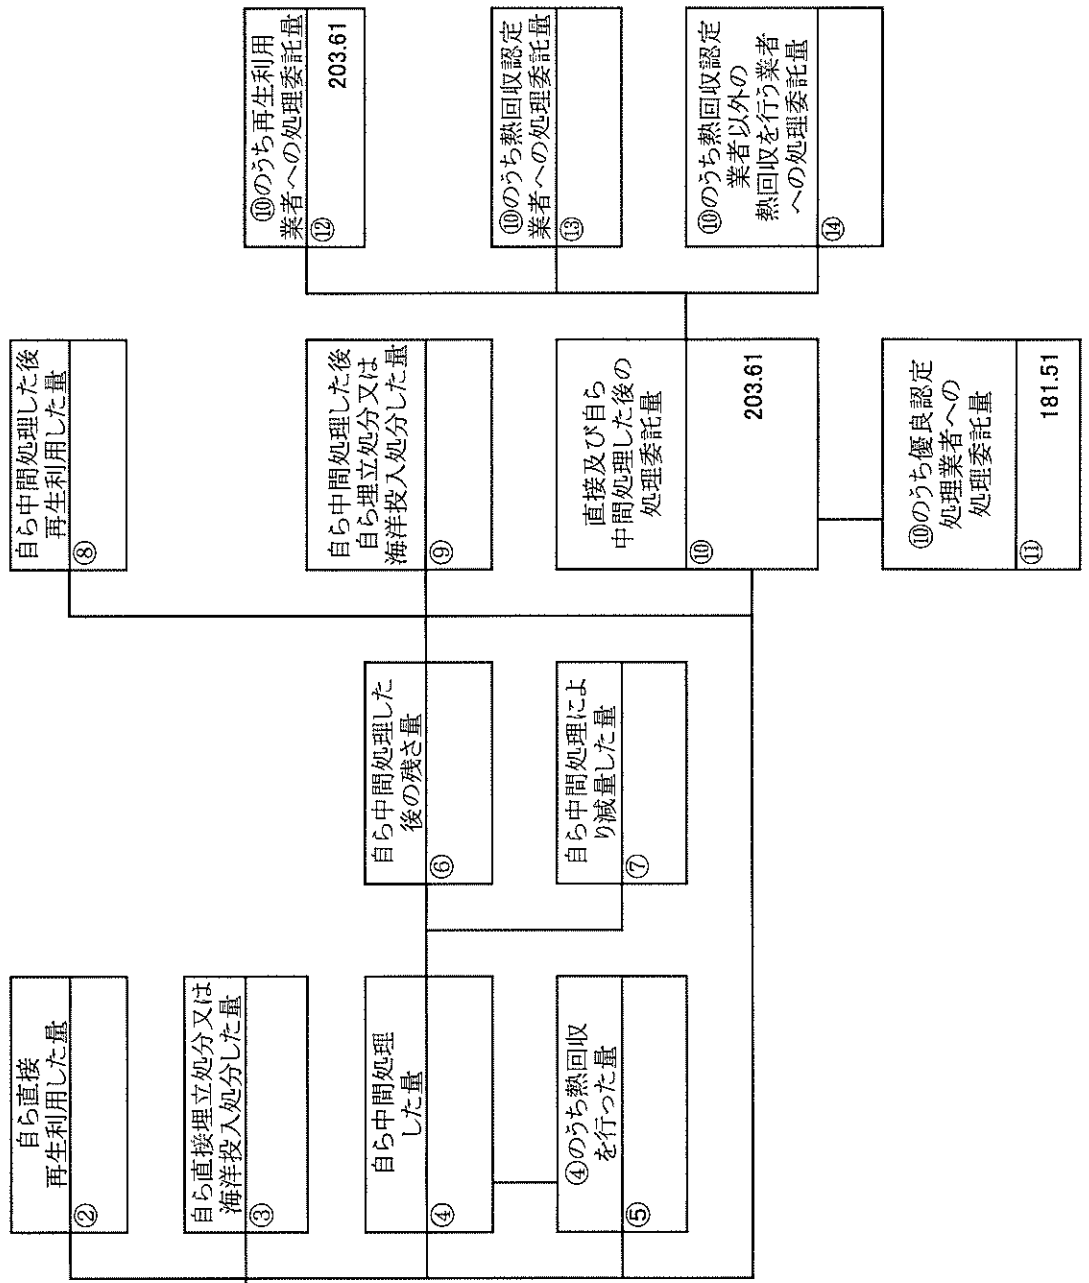 自ら直接
再生利用した量
②
自ら直接埋立処分又は
海洋投入処分した量
③
自ら中間処理
した量
④
④のうち熱回収
を行った量
⑤
自ら中間処理した
後の残さ量
⑥
自ら中間処理によ
り減量した量
⑦
自ら中間処理した後
再生利用した量
⑧
自ら中間処理した後
自ら埋立処分又は
海洋投入処分した量
⑨
直接及び自ら
中間処理した後の
処理委託量
⑩
203.61
⑩のうち優良認定
処理業者への
処理委託量
⑪
181.51
⑩のうち再生利用
業者への処理委託量
⑫
203.61
⑩のうち熱回収認定
業者への処理委託量
⑬
⑩のうち熱回収認定
業者以外の
熱回収を行う業者
への処理委託量
⑭